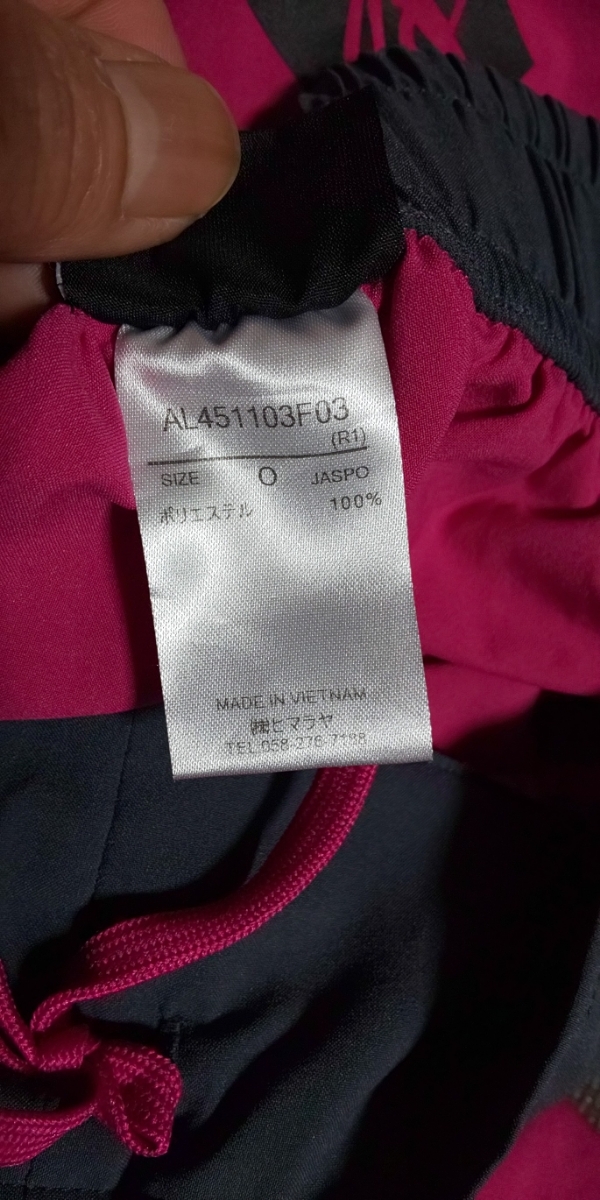 AL451103F03
(R1)
SIZE O JASPO
ポリエステル 100%
MADE IN VIETNAM
㈱ヒマラヤ
TEL 058-276-7188